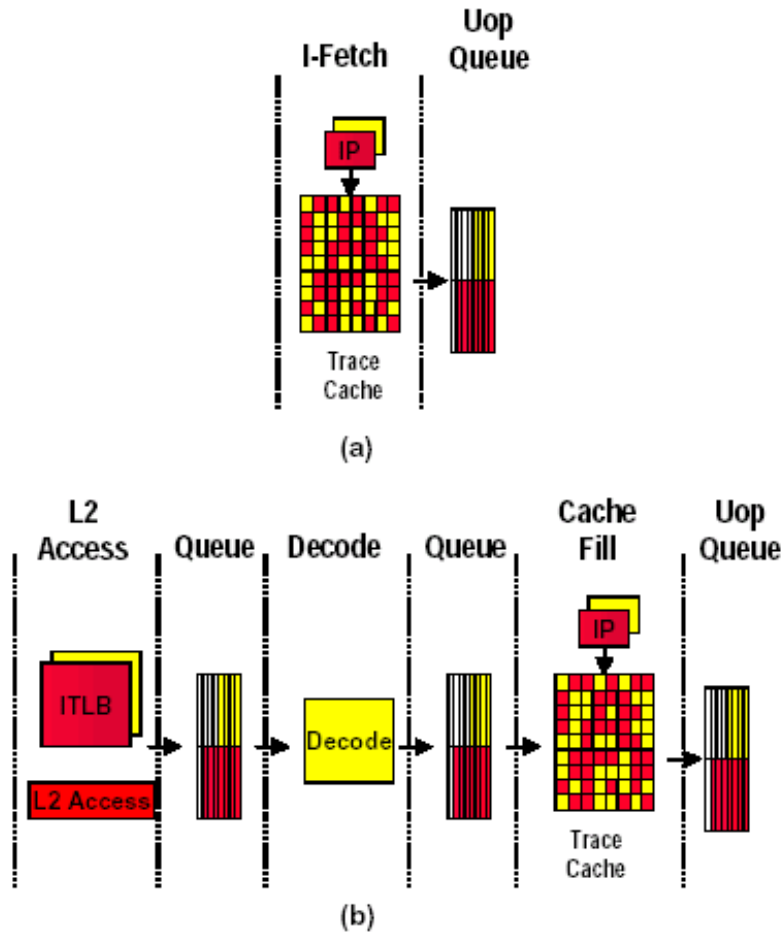 I-Fetch
Uop
Queue
IP
Trace
Cache
(a)
L2
Access
Queue
Decode
Queue
Cache
Fill
Uop
Queue
IP
ITLB
Decode
L2 Access
Trace
Cache
(b)